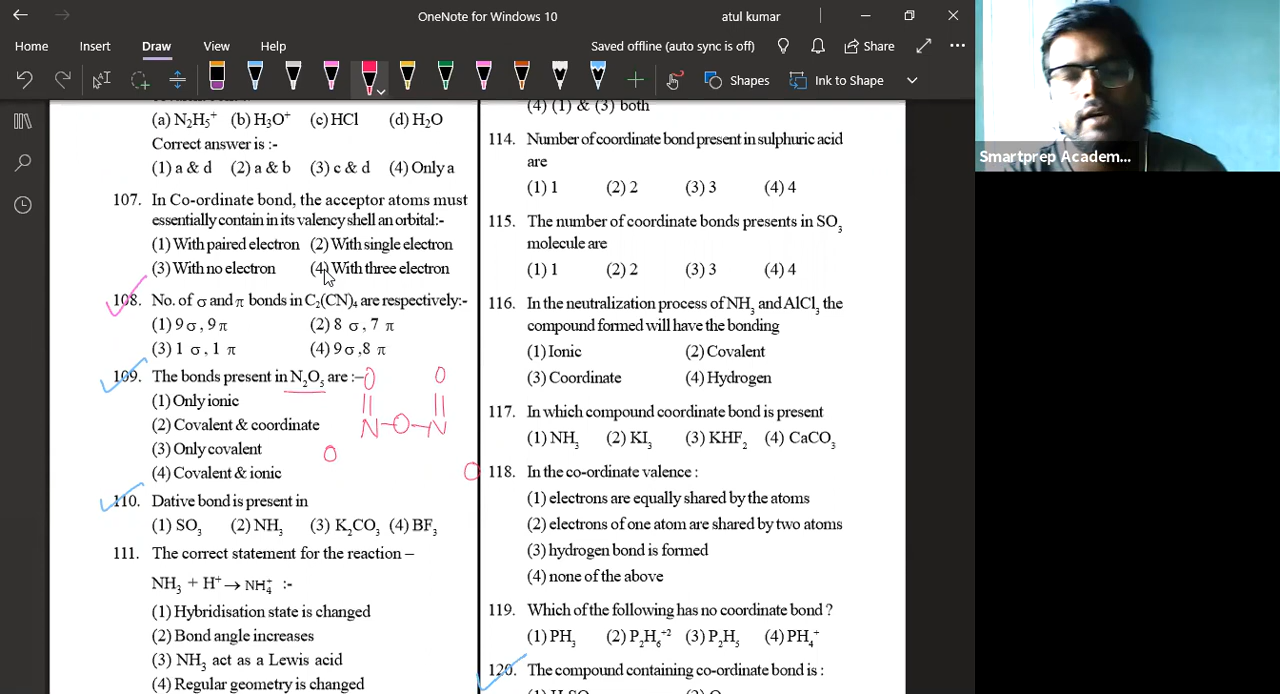 OneNote for Windows 10
atul kumar
Home Insert Draw View Help
Saved offline (auto sync is off)
Share
Shapes
Ink to Shape
Smartprep Academ...
(a) N₂H₅⁺ (b) H₃O⁺ (c) HCl (d) H₂O
Correct answer is :-
(1) a & d (2) a & b (3) c & d (4) Only a
107. In Co-ordinate bond, the acceptor atoms must
essentially contain in its valency shell an orbital:-
(1) With paired electron (2) With single electron
(3) With no electron (4) With three electron
108. No. of σ and π bonds in C₂(CN)₄ are respectively:-
(1) 9 σ, 9 π (2) 8 σ, 7 π
(3) 1 σ, 1 π (4) 9 σ, 8 π
109. The bonds present in N₂O₅ are :-
(1) Only ionic
(2) Covalent & coordinate
(3) Only covalent
(4) Covalent & ionic
O O
N-O-N
O O
110. Dative bond is present in
(1) SO₃ (2) NH₃ (3) K₂CO₃ (4) BF₃
111. The correct statement for the reaction –
NH₃ + H⁺ → NH₄⁺ :-
(1) Hybridisation state is changed
(2) Bond angle increases
(3) NH₃ act as a Lewis acid
(4) Regular geometry is changed
(4) (1) & (3) both
114. Number of coordinate bond present in sulphuric acid
are
(1) 1 (2) 2 (3) 3 (4) 4
115. The number of coordinate bonds presents in SO₃
molecule are
(1) 1 (2) 2 (3) 3 (4) 4
116. In the neutralization process of NH₃ and AlCl₃ the
compound formed will have the bonding
(1) Ionic (2) Covalent
(3) Coordinate (4) Hydrogen
117. In which compound coordinate bond is present
(1) NH₃ (2) KI₃ (3) KHF₂ (4) CaCO₃
118. In the co-ordinate valence :
(1) electrons are equally shared by the atoms
(2) electrons of one atom are shared by two atoms
(3) hydrogen bond is formed
(4) none of the above
119. Which of the following has no coordinate bond ?
(1) PH₃ (2) P₂H₆⁺² (3) P₂H₅ (4) PH₄⁺
120. The compound containing co-ordinate bond is :